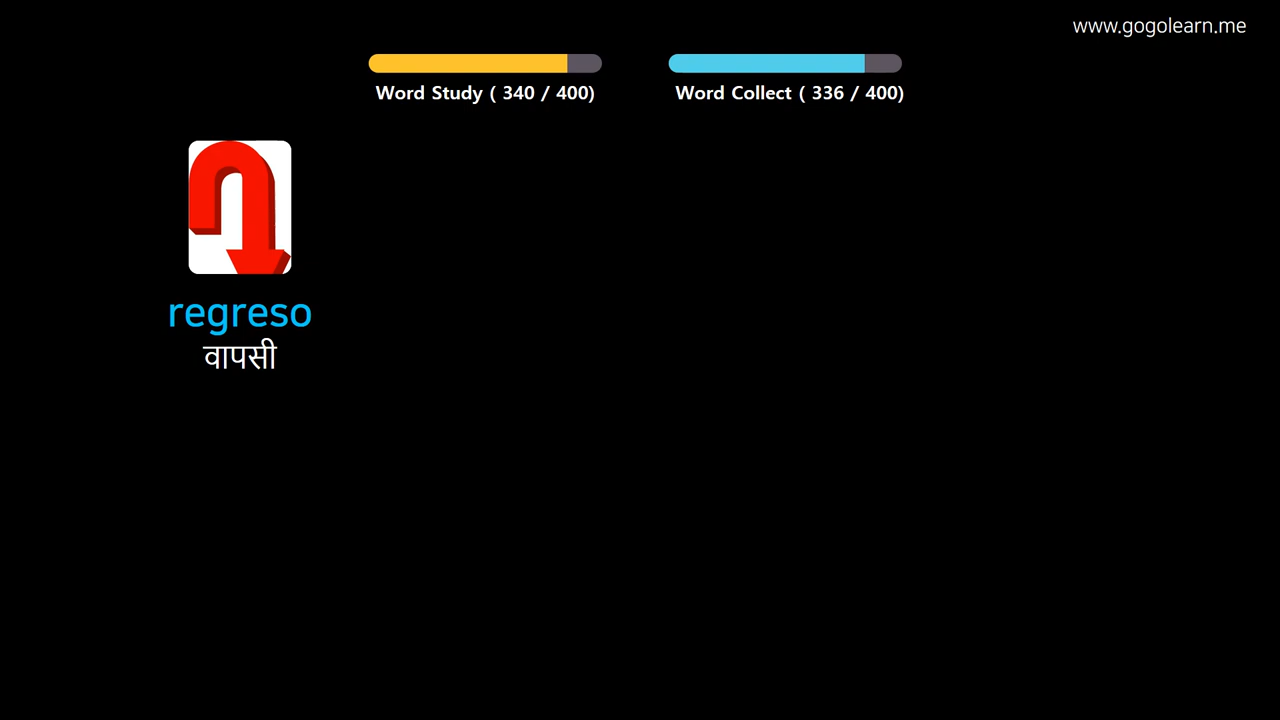 www.gogolearn.me
Word Study ( 340 / 400)
Word Collect ( 336 / 400)
regreso
वापसी